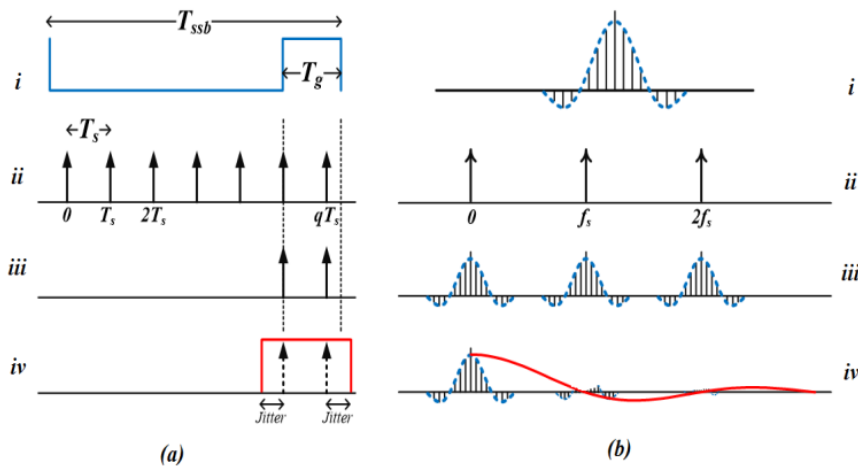 T_ssb
i
T_g
T_s
ii
0 T_s 2T_s qT_s
iii
iv
Jitter Jitter
(a)
i
ii
0 f_s 2f_s
iii
iv
(b)